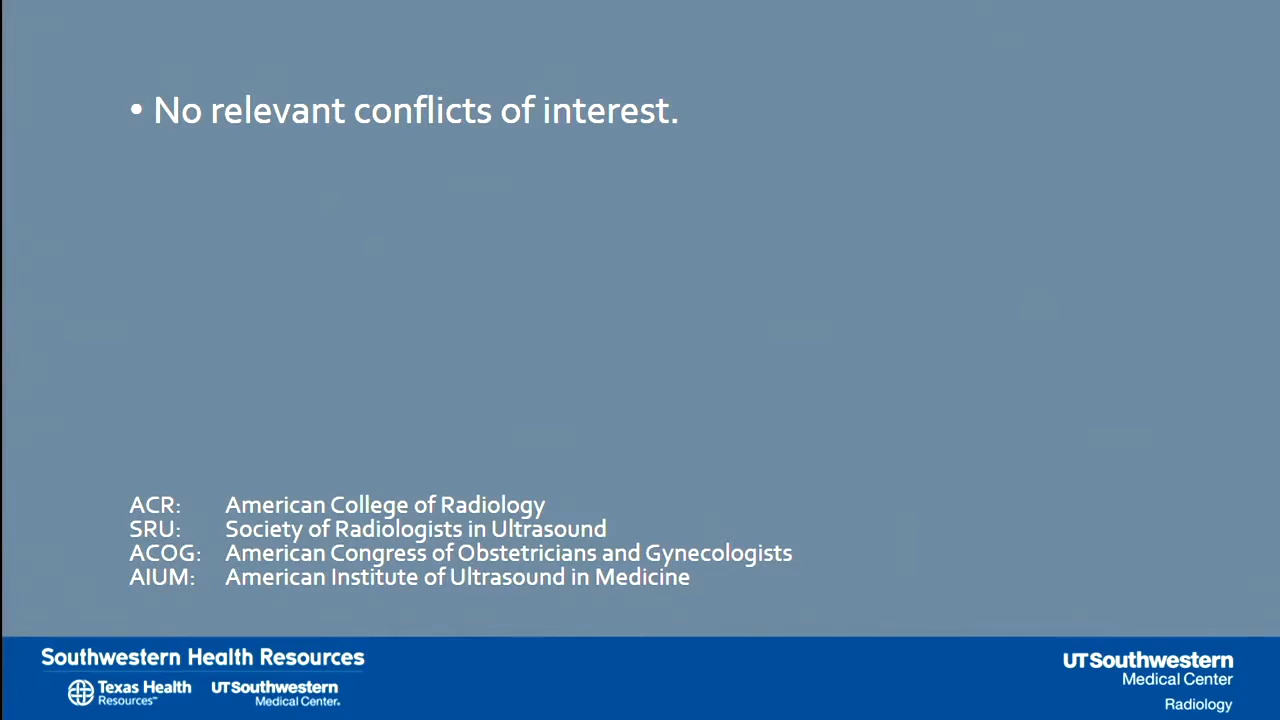 • No relevant conflicts of interest.
ACR: American College of Radiology
SRU: Society of Radiologists in Ultrasound
ACOG: American Congress of Obstetricians and Gynecologists
AIUM: American Institute of Ultrasound in Medicine
Southwestern Health Resources
Texas Health
Resources℠
UTSouthwestern
Medical Center®
UTSouthwestern
Medical Center
Radiology